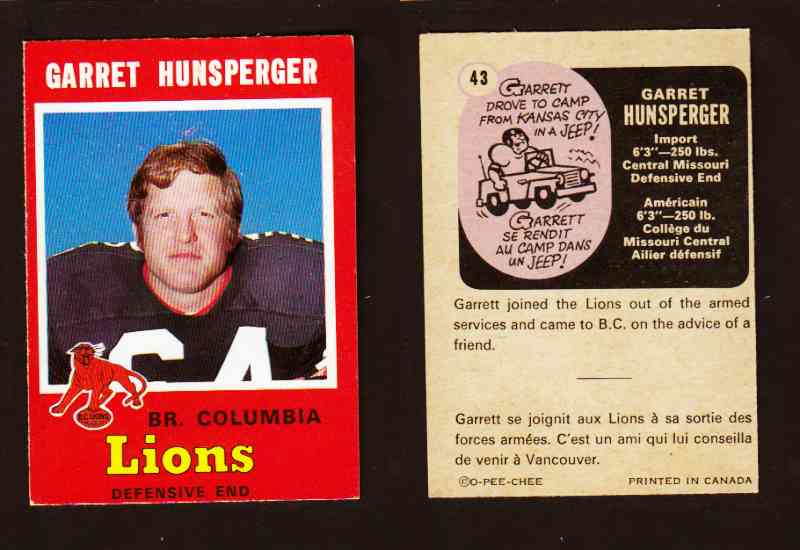 GARRET HUNSPERGER
64
B.C. LIONS
BR. COLUMBIA
Lions
DEFENSIVE END
43
GARRETT
DROVE TO CAMP
FROM KANSAS CITY
IN A JEEP!
GARRETT
SE RENDIT
AU CAMP DANS
UN JEEP!
GARRET
HUNSPERGER
Import
6'3"—250 lbs.
Central Missouri
Defensive End
Américain
6'3"—250 lb.
Collège du
Missouri Central
Ailier défensif
Garrett joined the Lions out of the armed
services and came to B.C. on the advice of a
friend.
Garrett se joignit aux Lions à sa sortie des
forces armées. C'est un ami qui lui conseilla
de venir à Vancouver.
©O-PEE-CHEE PRINTED IN CANADA